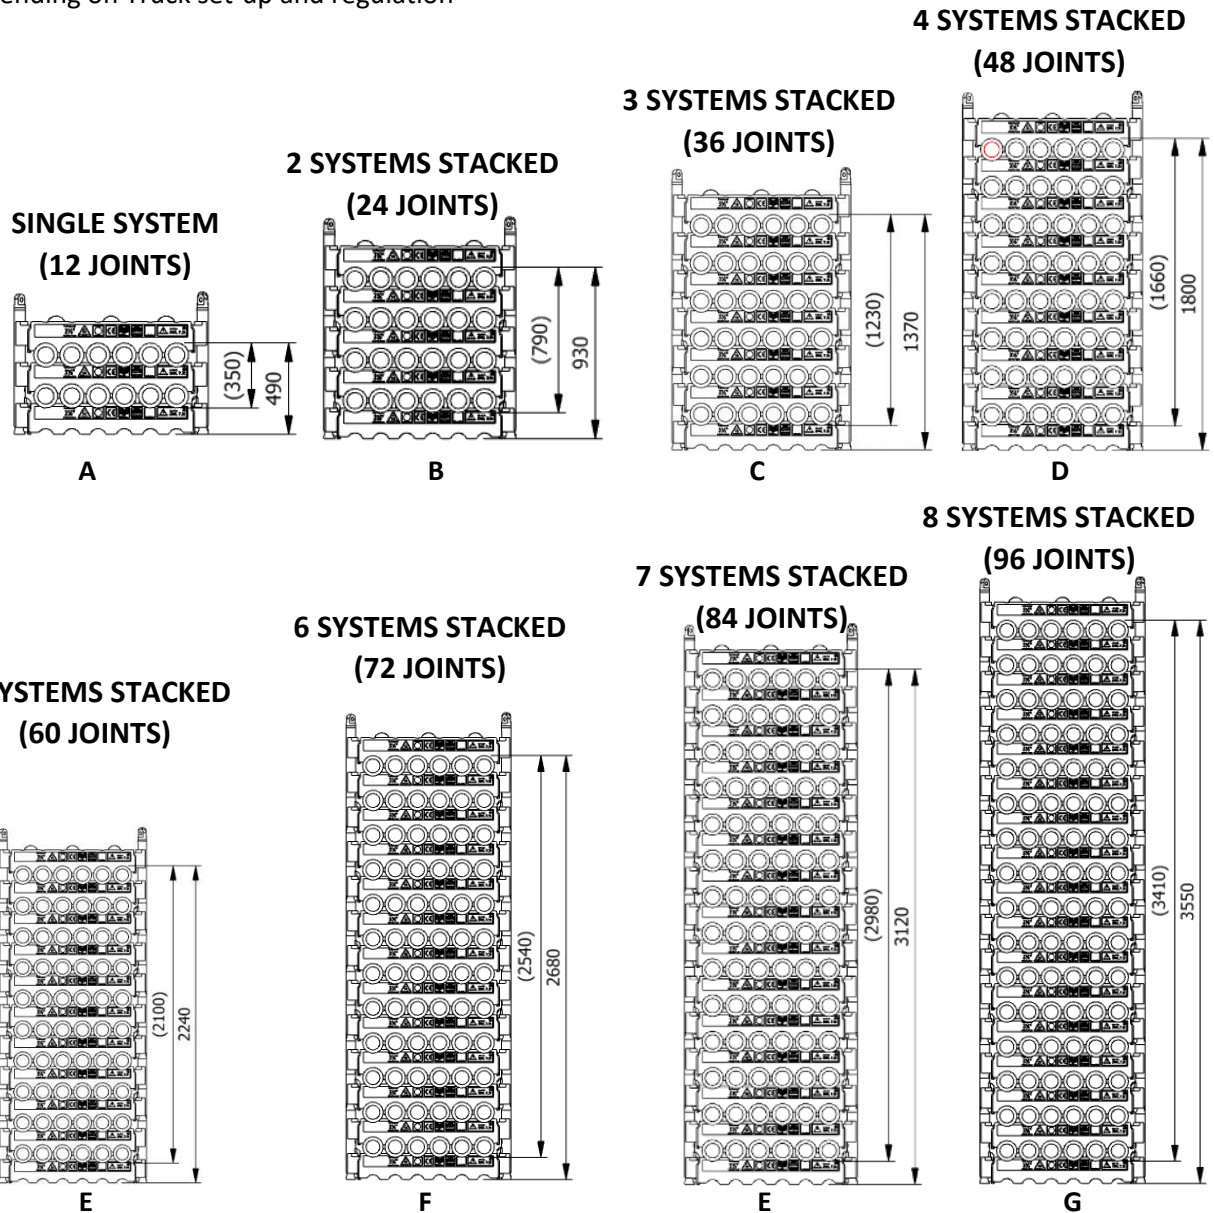 ending on Truck set-up and regulation
4 SYSTEMS STACKED
(48 JOINTS)
3 SYSTEMS STACKED
(36 JOINTS)
2 SYSTEMS STACKED
(24 JOINTS)
SINGLE SYSTEM
(12 JOINTS)
(350)
490
(790)
930
(1230)
1370
(1660)
1800
A
B
C
D
8 SYSTEMS STACKED
(96 JOINTS)
7 SYSTEMS STACKED
(84 JOINTS)
6 SYSTEMS STACKED
(72 JOINTS)
YSTEMS STACKED
(60 JOINTS)
(2100)
2240
(2540)
2680
(2980)
3120
(3410)
3550
E
F
E
G